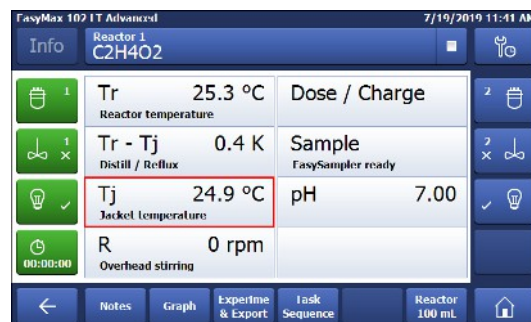 EasyMax 102 LT Advanced 7/19/2019 11:41 AM
Info
Reactor 1
C2H4O2
1
Tr 25.3 °C
Reactor temperature
Dose / Charge
2
1
Tr - Tj 0.4 K
Distill / Reflux
Sample
EasySampler ready
2
Tj 24.9 °C
Jacket temperature
pH 7.00
00:00:00
R 0 rpm
Overhead stirring
Notes
Graph
Experime
& Export
Task
Sequence
Reactor
100 mL